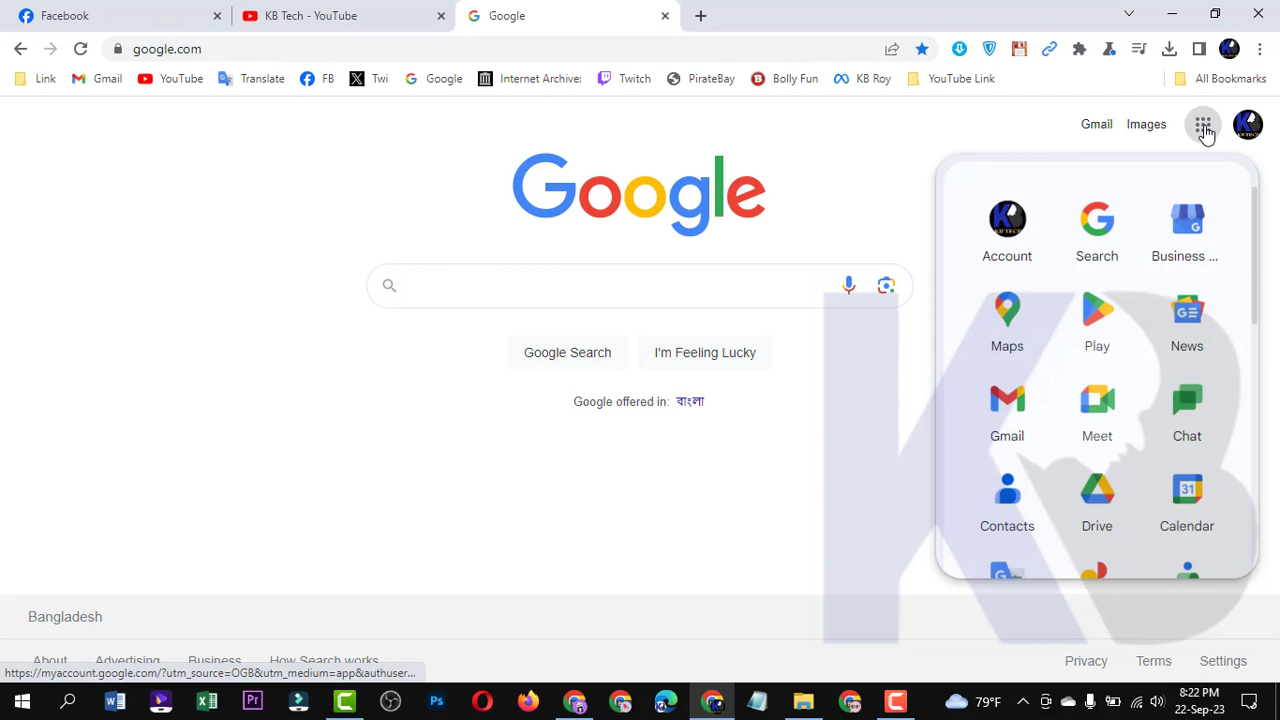 Facebook
KB Tech - YouTube
Google
google.com
Link Gmail YouTube Translate FB Twi Google Internet Archive: Twitch PirateBay Bolly Fun KB Roy YouTube Link All Bookmarks
Gmail Images
Google
Account Search Business ...
Maps Play News
Google Search I'm Feeling Lucky
Google offered in: বাংলা
Gmail Meet Chat
Contacts Drive Calendar
31
KB
Bangladesh
About Advertising Business How Search works Privacy Terms Settings
https://myaccount.google.com/?utm_source=OGB&utm_medium=app&authuser...
79°F
8:22 PM
22-Sep-23